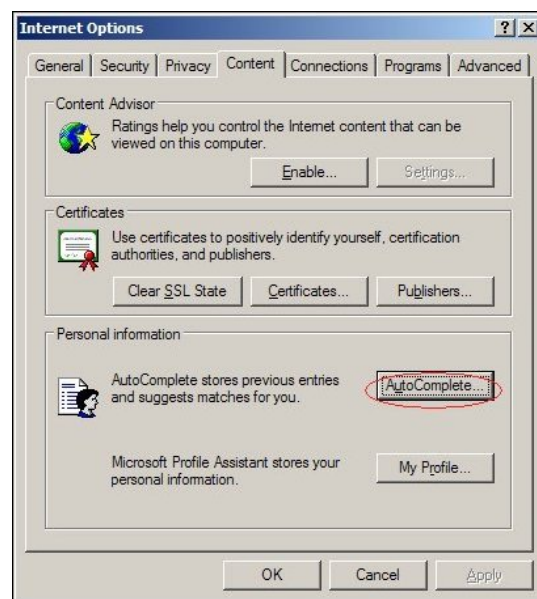 Internet Options
General Security Privacy Content Connections Programs Advanced
Content Advisor
Ratings help you control the Internet content that can be
viewed on this computer.
Enable... Settings...
Certificates
Use certificates to positively identify yourself, certification
authorities, and publishers.
Clear SSL State Certificates... Publishers...
Personal information
AutoComplete stores previous entries
and suggests matches for you.
AutoComplete...
Microsoft Profile Assistant stores your
personal information.
My Profile...
OK Cancel Apply